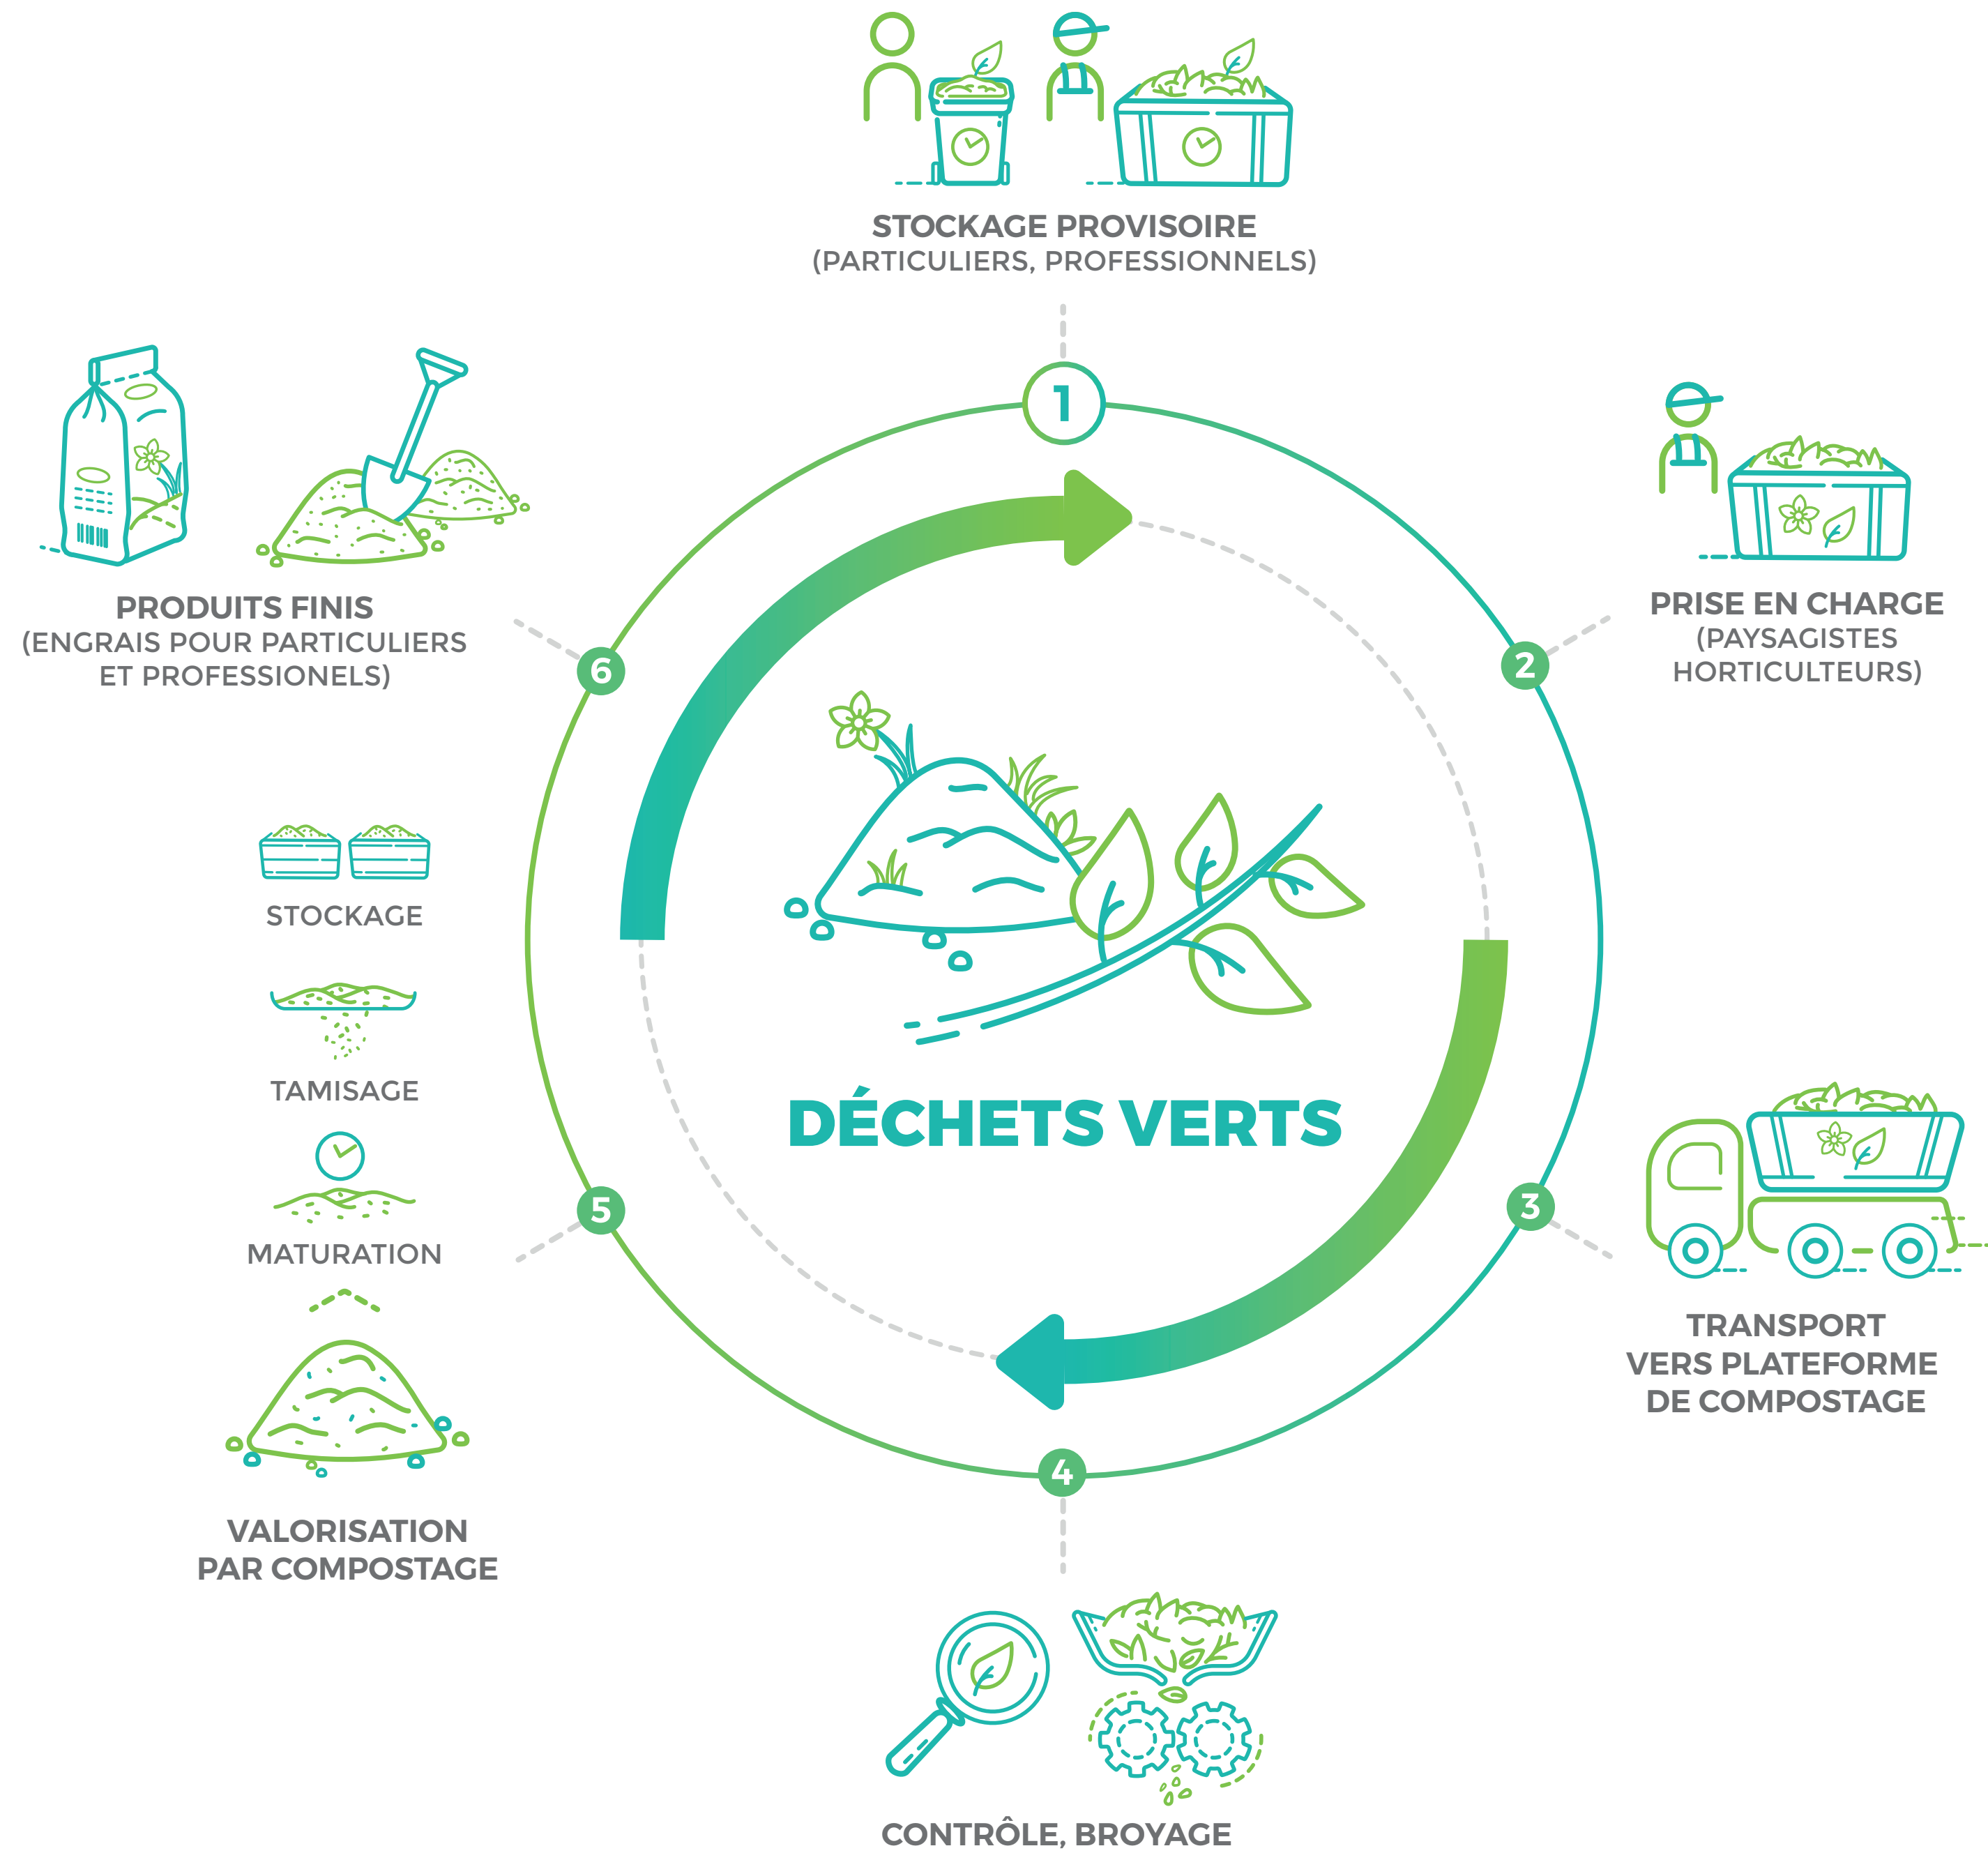 STOCKAGE PROVISOIRE
(PARTICULIERS, PROFESSIONNELS)
1
2
PRISE EN CHARGE
(PAYSAGISTES
HORTICULTEURS)
3
TRANSPORT
VERS PLATEFORME
DE COMPOSTAGE
4
CONTRÔLE, BROYAGE
5
STOCKAGE
TAMISAGE
MATURATION
VALORISATION
PAR COMPOSTAGE
6
PRODUITS FINIS
(ENGRAIS POUR PARTICULIERS
ET PROFESSIONELS)
DÉCHETS VERTS